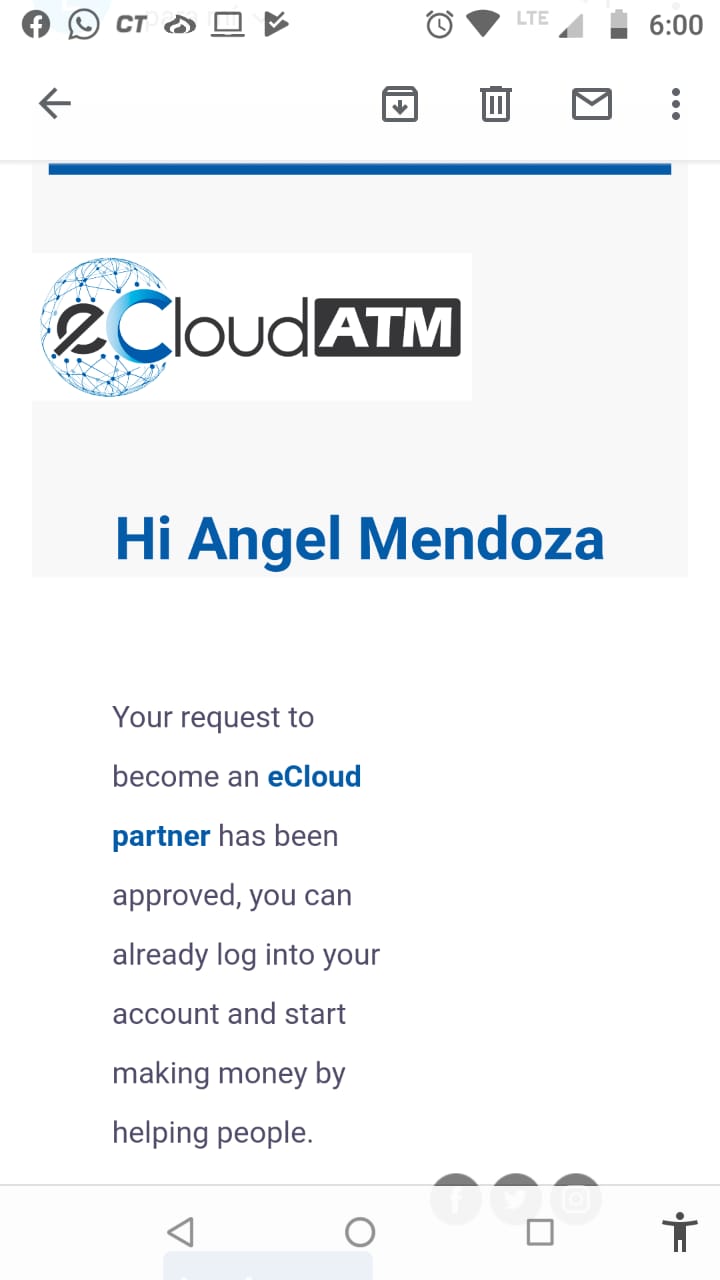 CT
LTE
6:00
eCloud ATM
Hi Angel Mendoza
Your request to
become an eCloud
partner has been
approved, you can
already log into your
account and start
making money by
helping people.